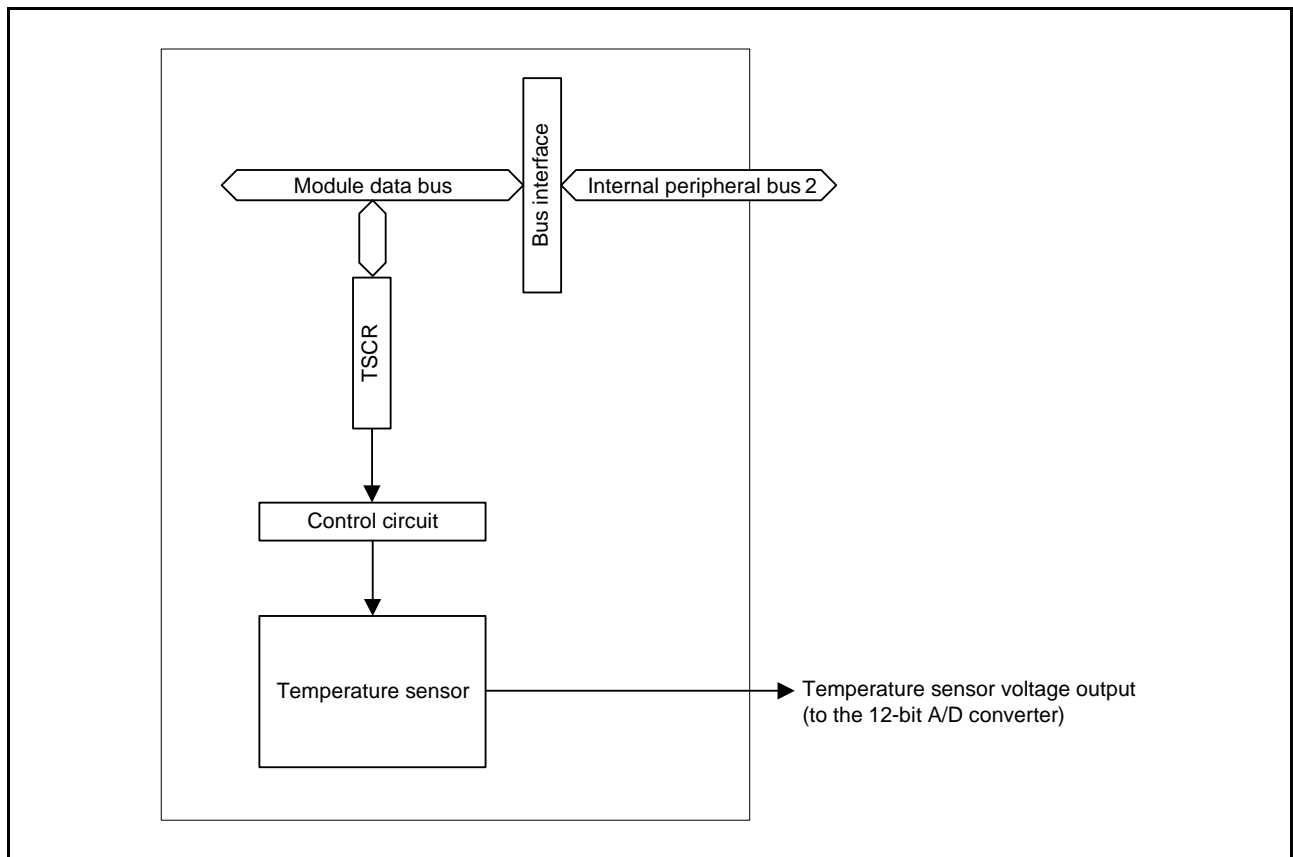 Bus interface
Module data bus
Internal peripheral bus 2
TSCR
Control circuit
Temperature sensor
Temperature sensor voltage output
(to the 12-bit A/D converter)